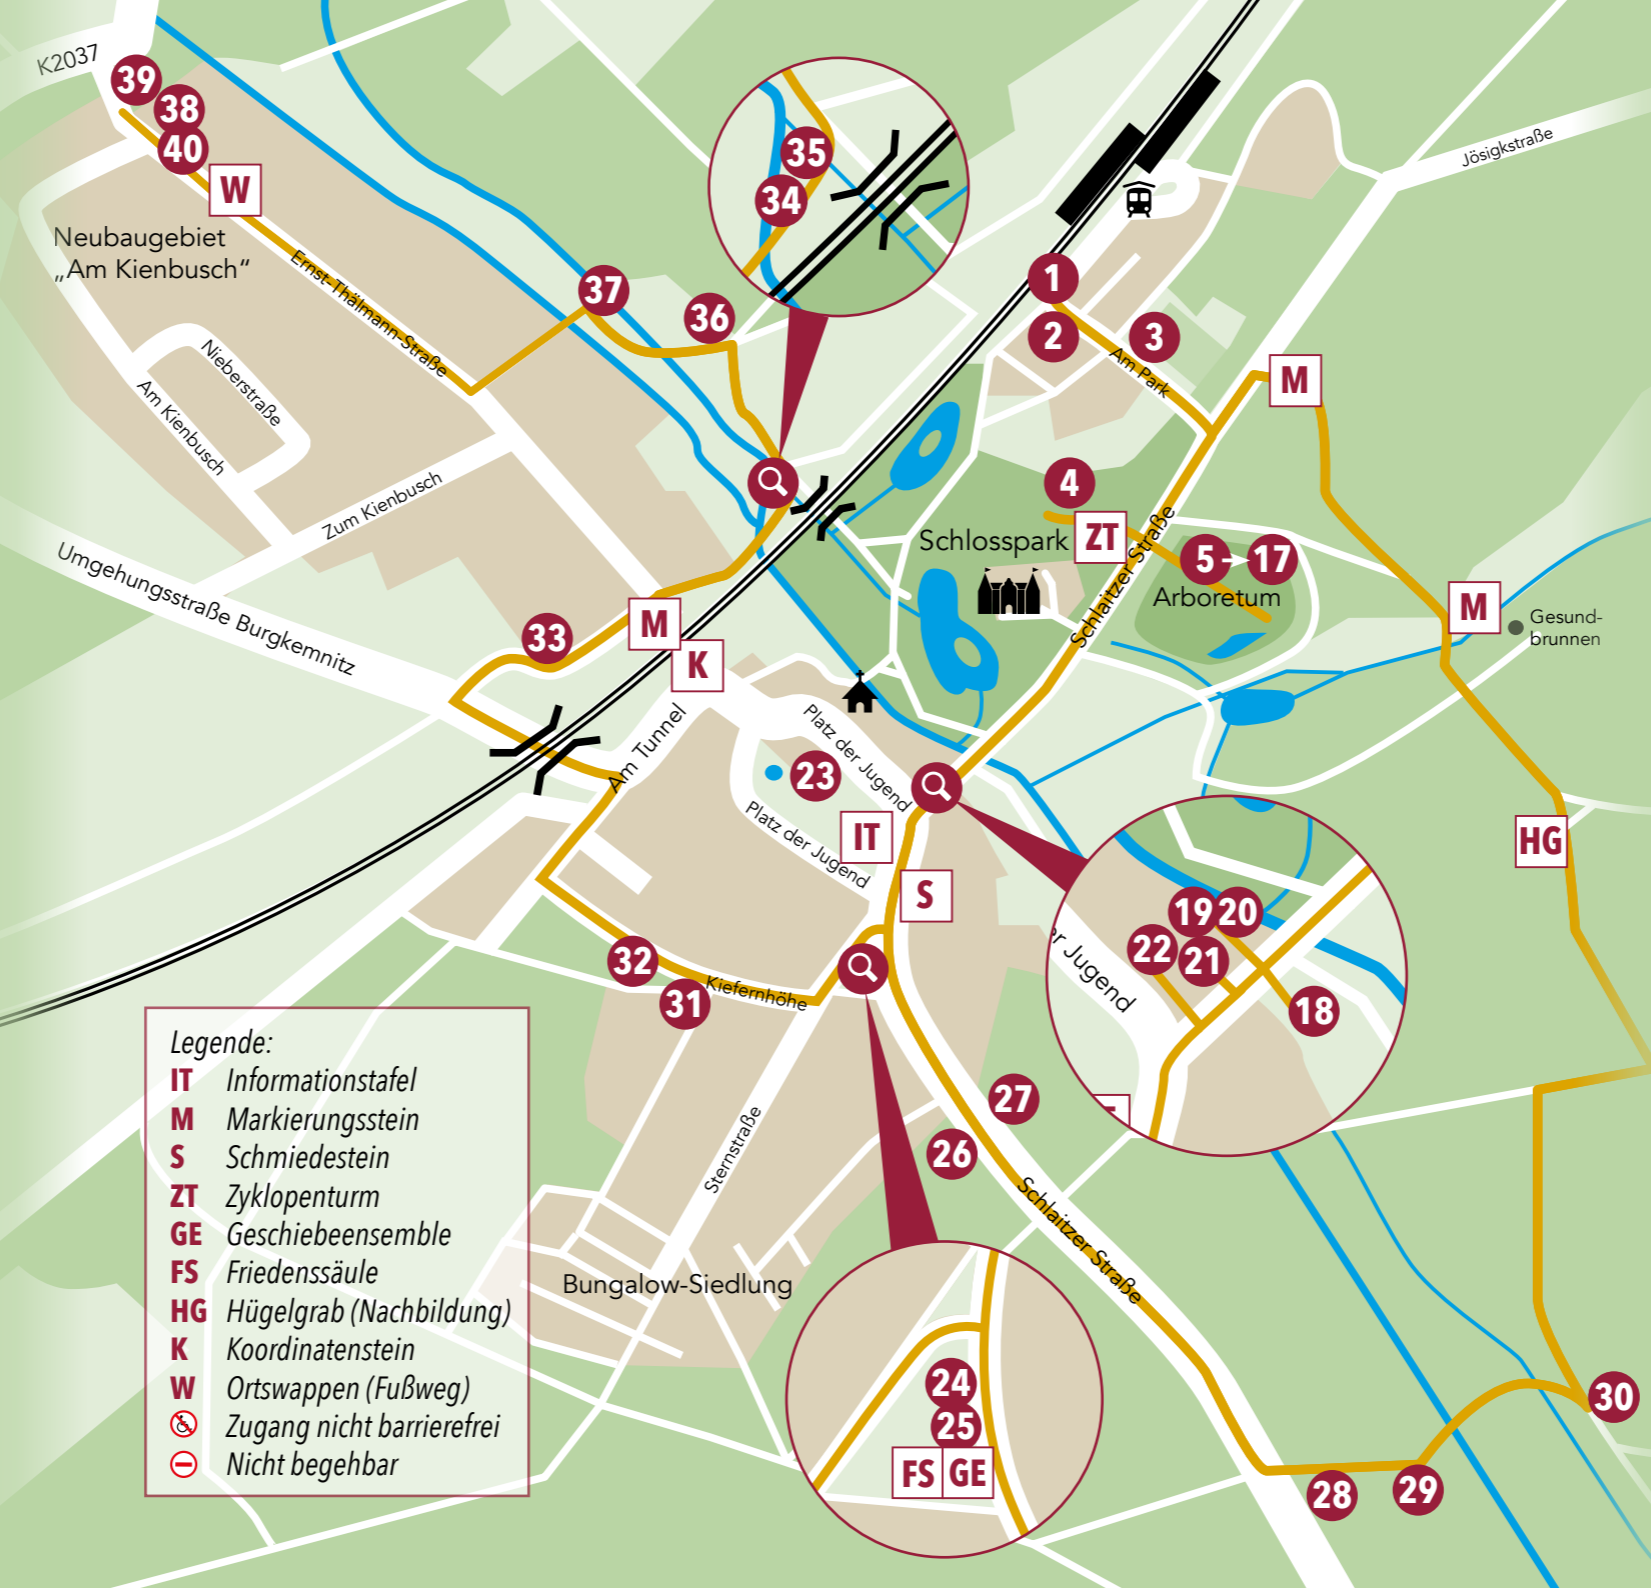 K2037
39
38
40
W
Neubaugebiet
„Am Kienbusch“
Ernst-Thälmann-Straße
Nieberstraße
Am Kienbusch
Zum Kienbusch
Umgehungsstraße Burgkemnitz
37
36
35
34
Jösigkstraße
1
2
3
Am Park
M
4
Schlosspark
ZT
5
17
Arboretum
Schlaitzer Straße
M
Gesund-
brunnen
33
M
K
Am Tunnel
Platz der Jugend
23
Platz der Jugend
IT
S
HG
19
20
22
21
18
er Jugend
32
31
Kiefernhöhe
27
26
Sternstraße
Schlaitzer Straße
Bungalow-Siedlung
24
25
FS
GE
30
28
29
Legende:
IT Informationstafel
M Markierungsstein
S Schmiedestein
ZT Zyklopenturm
GE Geschiebeensemble
FS Friedenssäule
HG Hügelgrab (Nachbildung)
K Koordinatenstein
W Ortswappen (Fußweg)
Zugang nicht barrierefrei
Nicht begehbar